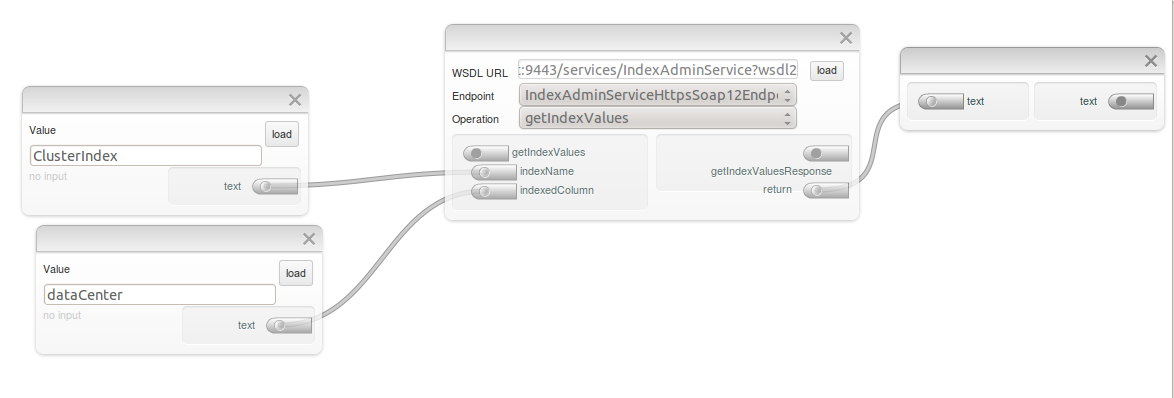 Value
load
ClusterIndex
no input
text
Value
load
dataCenter
no input
text
WSDL URL :9443/services/IndexAdminService?wsdl2 load
Endpoint IndexAdminServiceHttpsSoap12Endp
Operation getIndexValues
getIndexValues
indexName
indexedColumn
getIndexValuesResponse
return
text
text